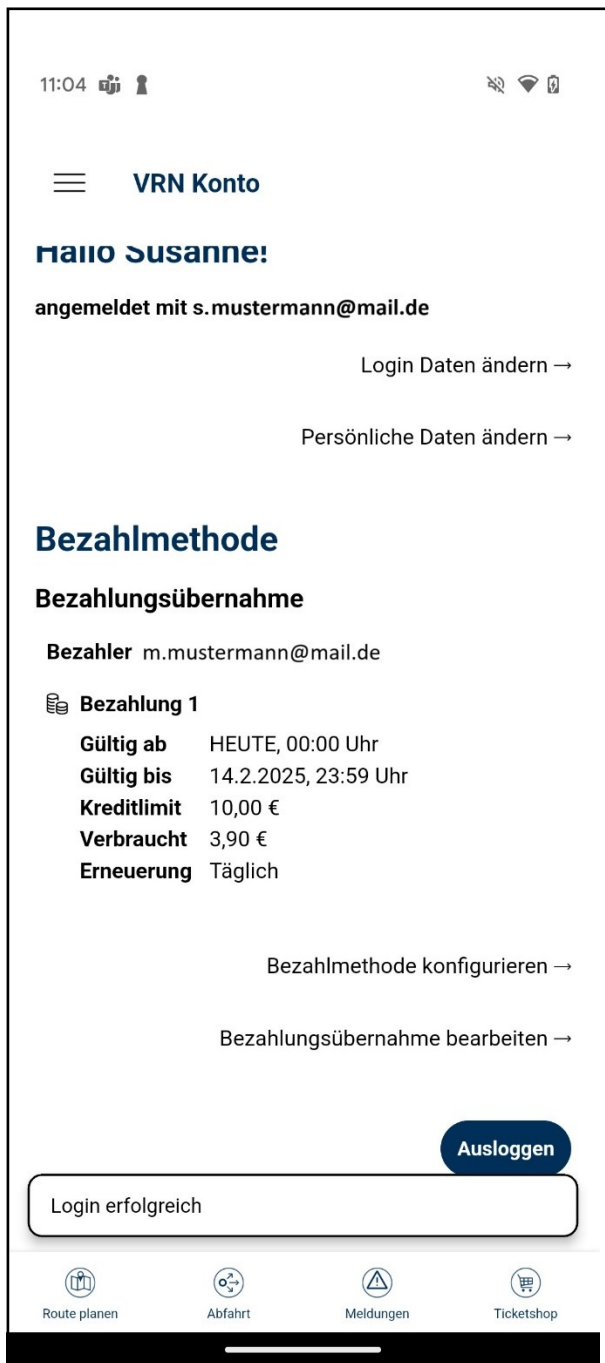 11:04
VRN Konto
Hallo Susanne!
angemeldet mit s.mustermann@mail.de
Login Daten ändern →
Persönliche Daten ändern →
Bezahlmethode
Bezahlungsübernahme
Bezahler m.mustermann@mail.de
Bezahlung 1
Gültig ab HEUTE, 00:00 Uhr
Gültig bis 14.2.2025, 23:59 Uhr
Kreditlimit 10,00 €
Verbraucht 3,90 €
Erneuerung Täglich
Bezahlmethode konfigurieren →
Bezahlungsübernahme bearbeiten →
Ausloggen
Login erfolgreich
Route planen Abfahrt Meldungen Ticketshop